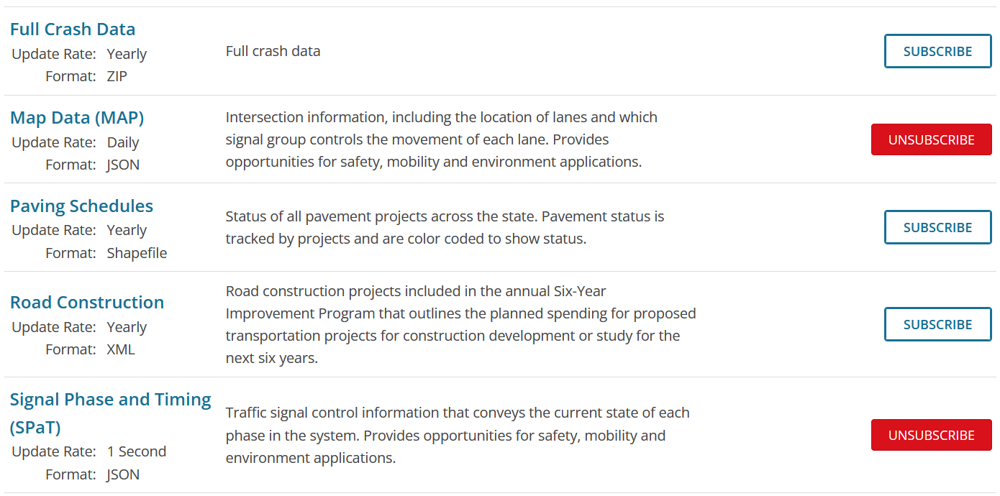 Full Crash Data
Update Rate: Yearly
Format: ZIP
Full crash data
SUBSCRIBE
Map Data (MAP)
Update Rate: Daily
Format: JSON
Intersection information, including the location of lanes and which
signal group controls the movement of each lane. Provides
opportunities for safety, mobility and environment applications.
UNSUBSCRIBE
Paving Schedules
Update Rate: Yearly
Format: Shapefile
Status of all pavement projects across the state. Pavement status is
tracked by projects and are color coded to show status.
SUBSCRIBE
Road Construction
Update Rate: Yearly
Format: XML
Road construction projects included in the annual Six-Year
Improvement Program that outlines the planned spending for proposed
transportation projects for construction development or study for the
next six years.
SUBSCRIBE
Signal Phase and Timing
(SPaT)
Update Rate: 1 Second
Format: JSON
Traffic signal control information that conveys the current state of each
phase in the system. Provides opportunities for safety, mobility and
environment applications.
UNSUBSCRIBE